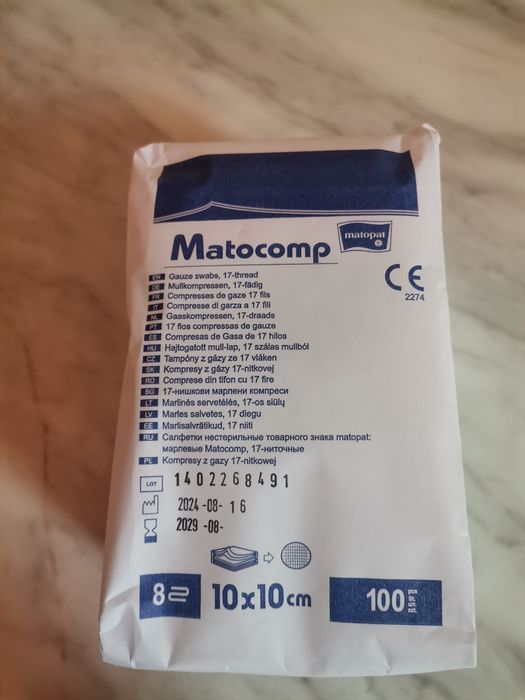 matopat
Matocomp
CE
2274
EN Gauze swabs, 17-thread
DE Mullkompressen, 17-fädig
FR Compresses de gaze 17 fils
IT Compresse di garza a 17 fili
NL Gaaskompressen, 17-draads
PT 17 fios compressas de gauze
ES Compresas de Gasa de 17 hilos
HU Hajtogatott mull-lap, 17 szálas mullból
CZ Tampóny z gázy ze 17 vláken
SK Kompresy z gázy 17-nitkovej
RO Comprese din tifon cu 17 fire
BG 17-нишкови марлени компреси
LT Marlinės servetėlės, 17-os siūlų
LV Marles salvetes, 17 diegu
EE Marlisalvrätikud, 17 niiti
RU Салфетки нестерильные товарного знака matopat:
марлевые Matocomp, 17-ниточные
PL Kompresy z gazy 17-nitkowej
LOT 1402268491
2024-08-16
2029-08-
8 10x10cm 100 pcs
St.
szt.